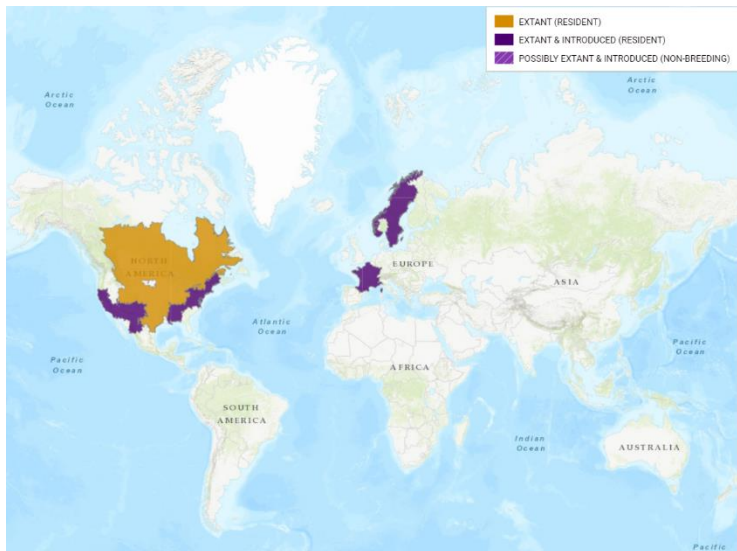 EXTANT (RESIDENT)
EXTANT & INTRODUCED (RESIDENT)
POSSIBLY EXTANT & INTRODUCED (NON-BREEDING)
Arctic
Ocean
Arctic
Ocean
NORTH
AMERICA
EUROPE
ASIA
Atlantic
Ocean
Pacific
Ocean
Pacific
Ocean
AFRICA
SOUTH
AMERICA
Indian
Ocean
AUSTRALIA
Pacific